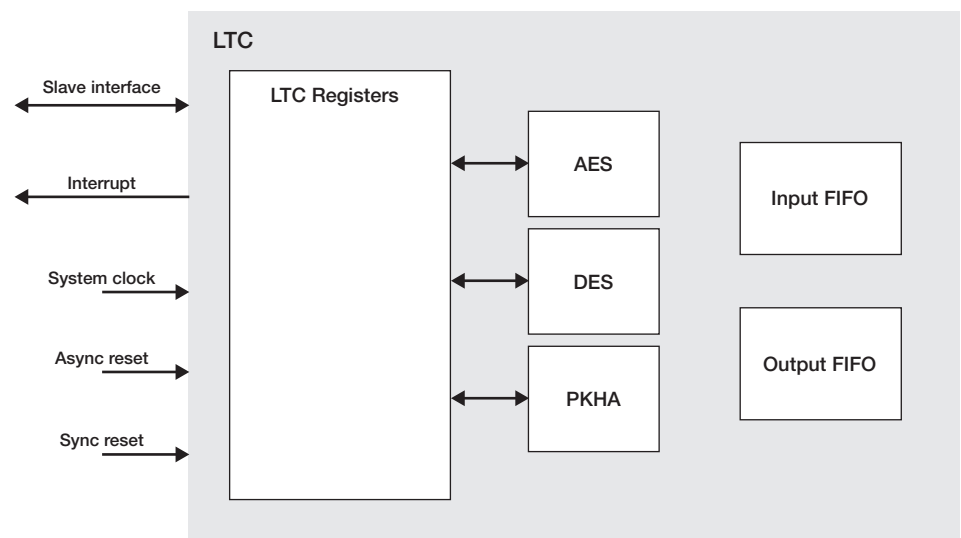 LTC
Slave interface
LTC Registers
AES
Input FIFO
Interrupt
System clock
DES
Async reset
Output FIFO
PKHA
Sync reset